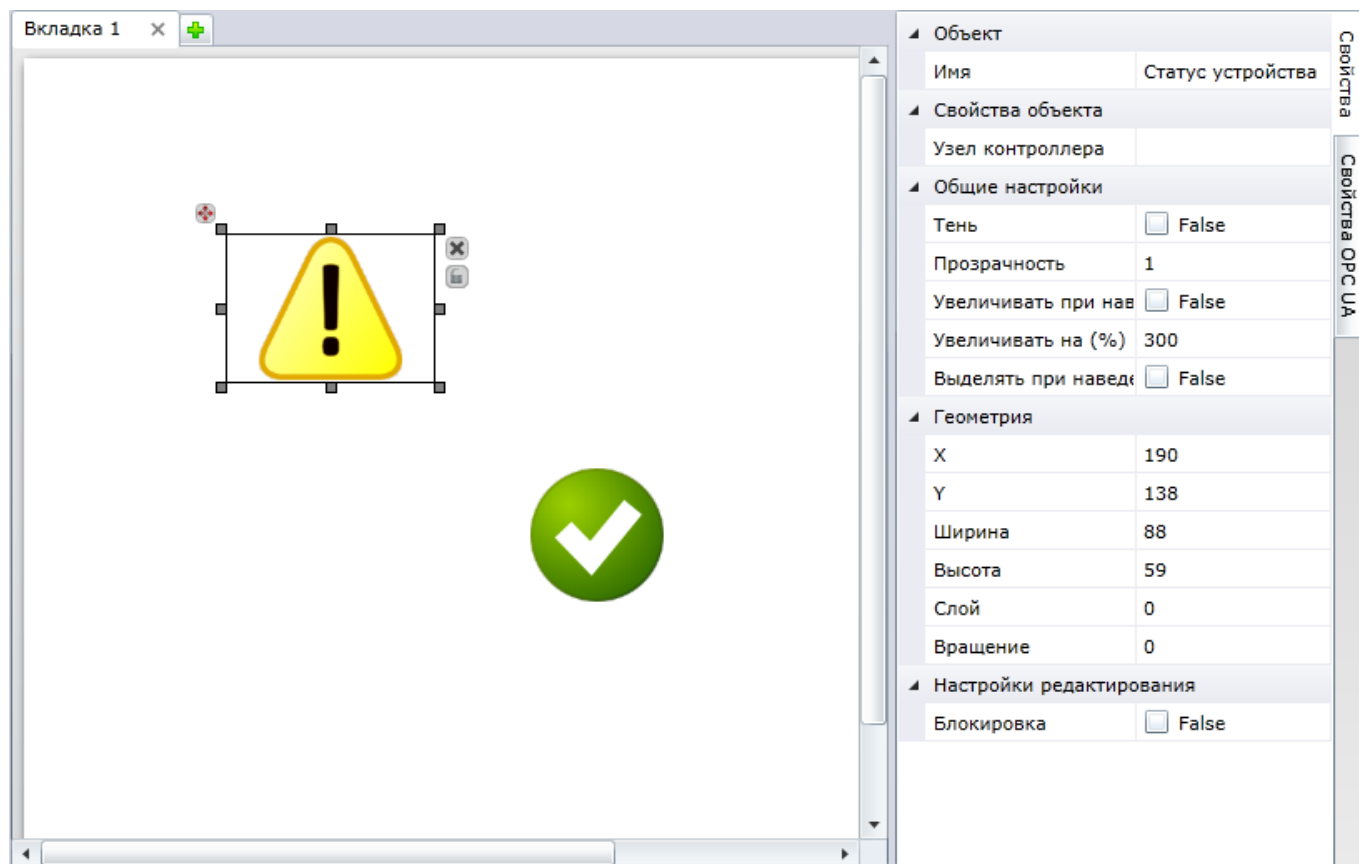 Вкладка 1
Объект
Имя Статус устройства
Свойства объекта
Узел контроллера
Общие настройки
Тень False
Прозрачность 1
Увеличивать при нав False
Увеличивать на (%) 300
Выделять при наведе False
Геометрия
X 190
Y 138
Ширина 88
Высота 59
Слой 0
Вращение 0
Настройки редактирования
Блокировка False
Свойства
Свойства OPC UA